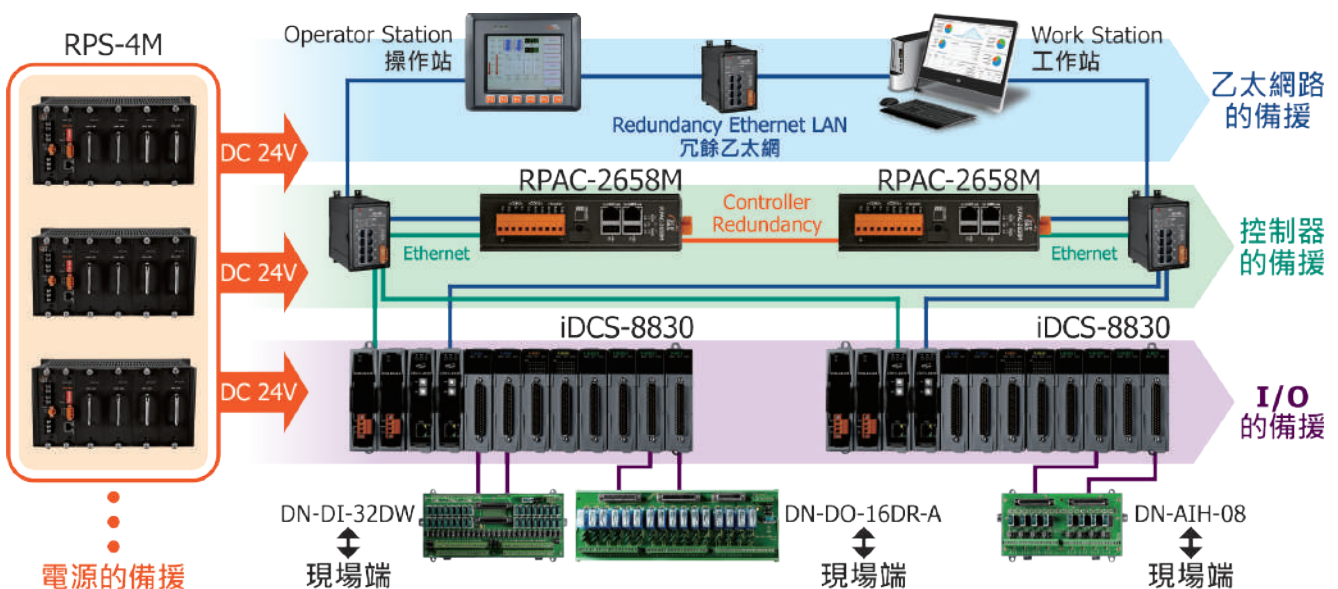 RPS-4M
DC 24V
DC 24V
DC 24V
電源的備援
Operator Station
操作站
Redundancy Ethernet LAN
冗餘乙太網
Work Station
工作站
乙太網路
的備援
RPAC-2658M
Controller
Redundancy
RPAC-2658M
Ethernet
Ethernet
控制器
的備援
iDCS-8830
iDCS-8830
I/O
的備援
DN-DI-32DW
現場端
DN-DO-16DR-A
現場端
DN-AIH-08
現場端